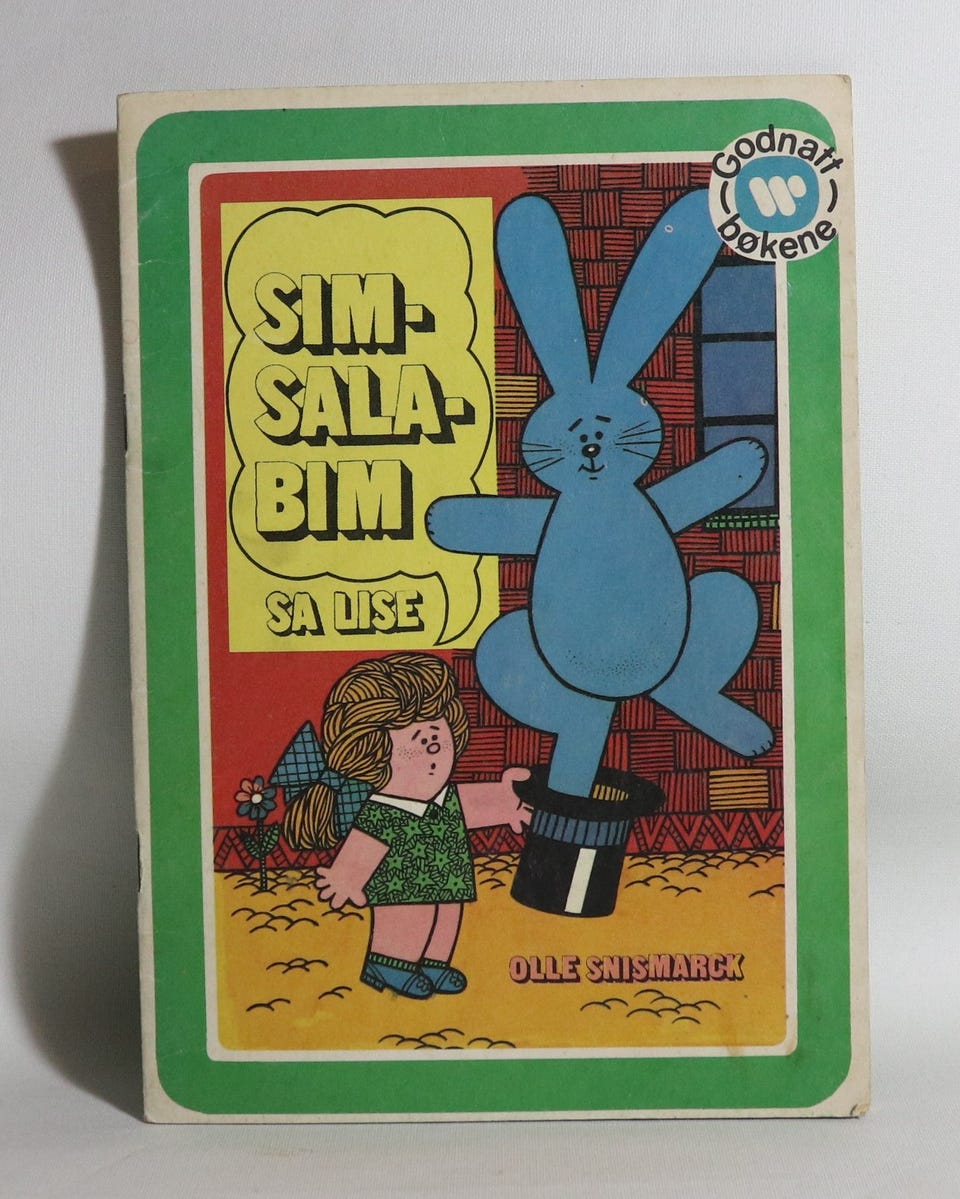 Godnatt
bøkene
SIM-
SALA-
BIM
SA LISE
OLLE SNISMARCK